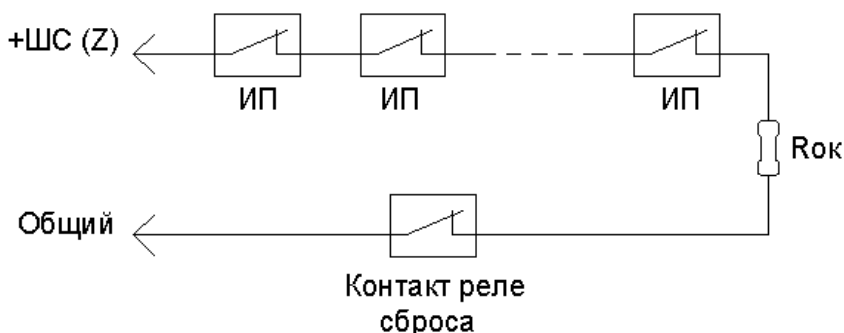 +ШС (Z)
ИП
ИП
ИП
Rок
Общий
Контакт реле
сброса